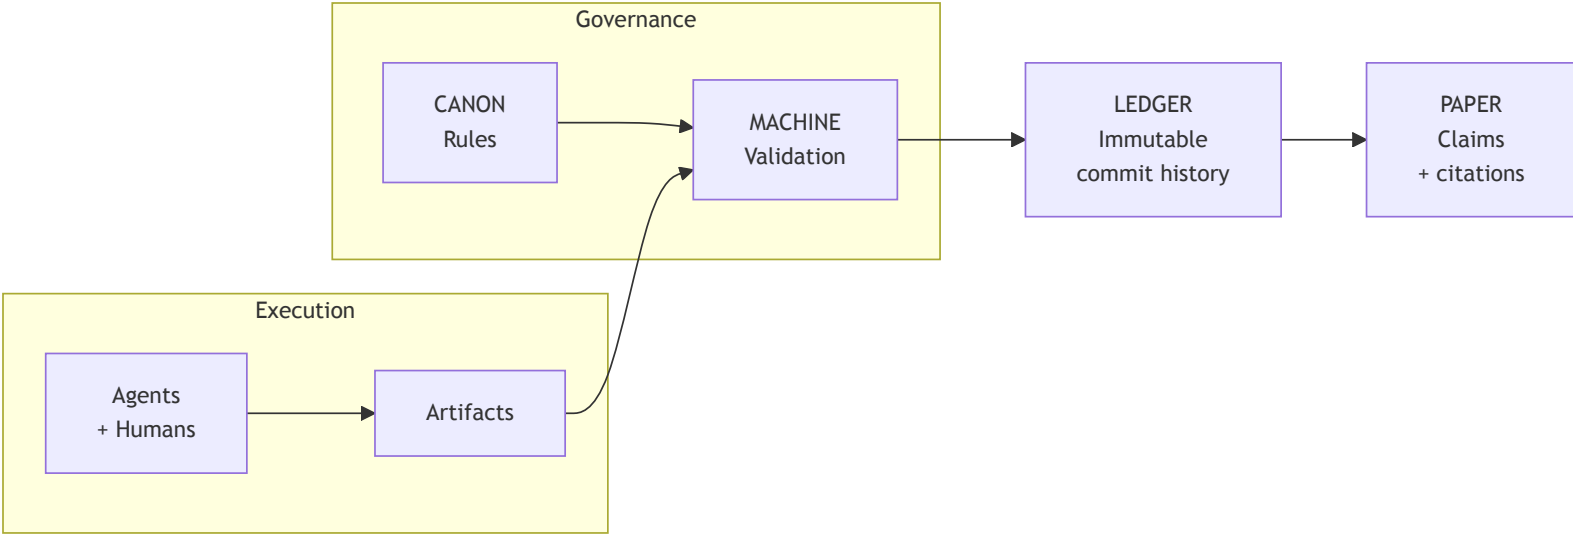 Governance
CANON
Rules
MACHINE
Validation
LEDGER
Immutable
commit history
PAPER
Claims
+ citations
Execution
Agents
+ Humans
Artifacts